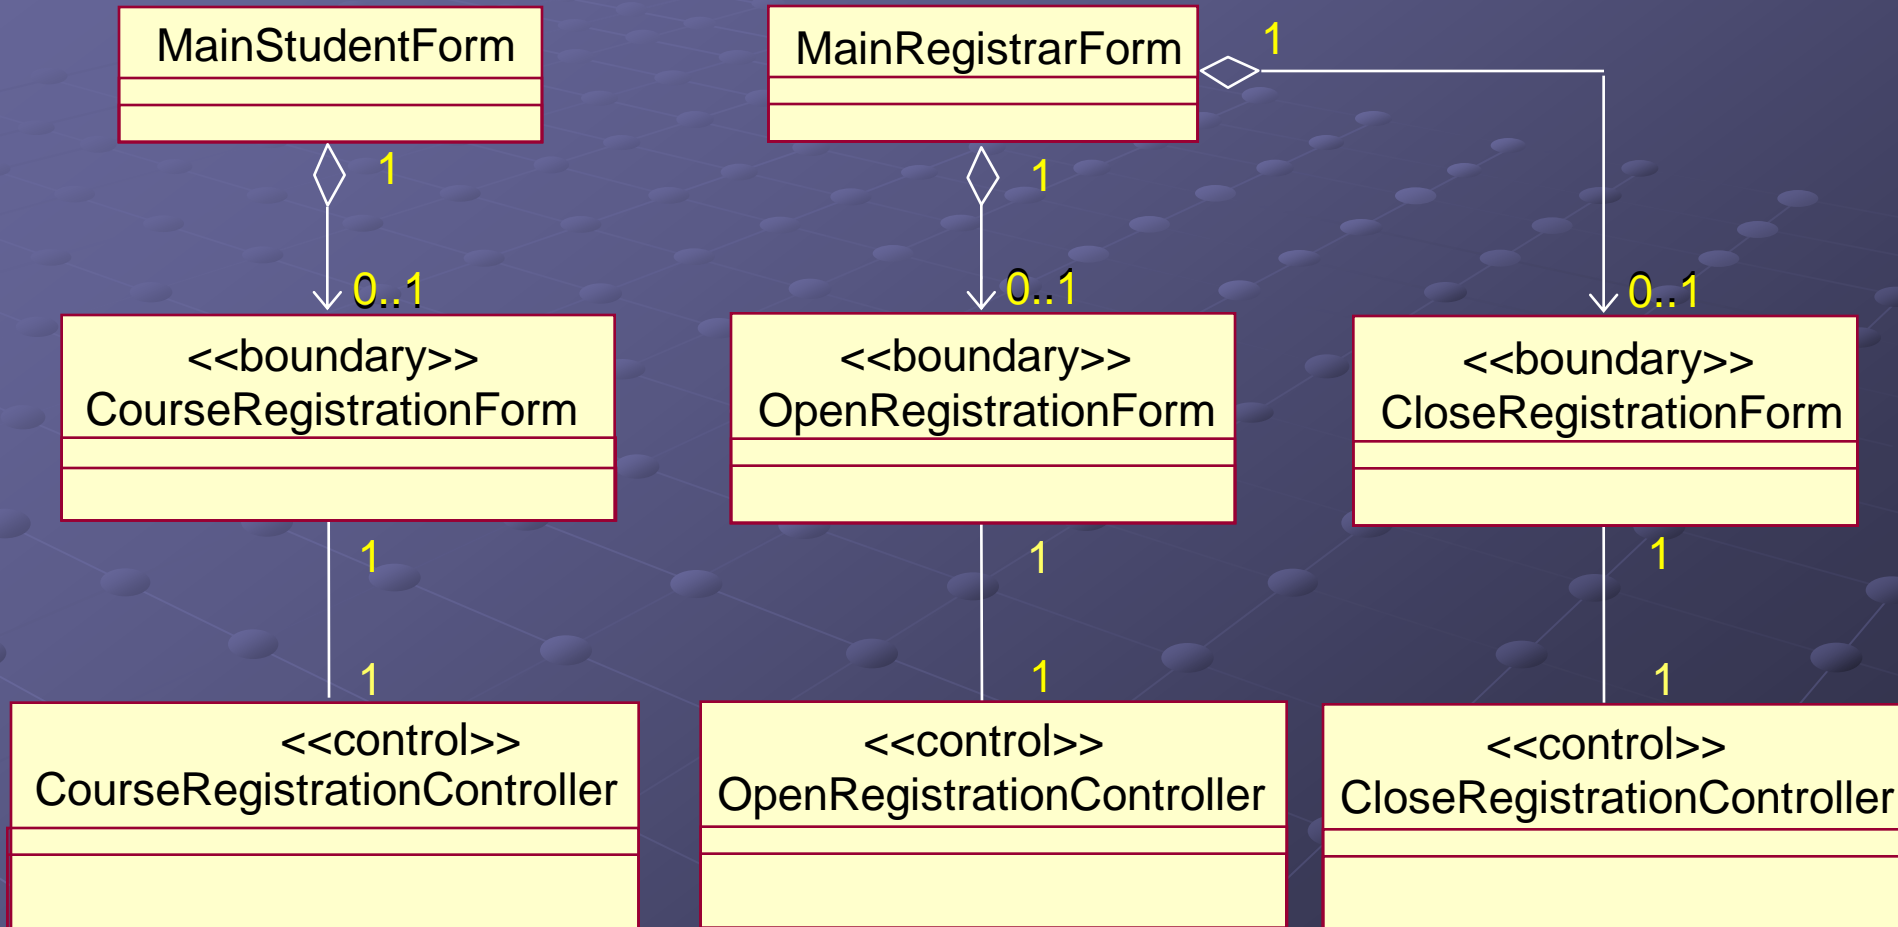 MainStudentForm
MainRegistrarForm
1
1
1
0..1
0..1
0..1
<<boundary>>
CourseRegistrationForm
<<boundary>>
OpenRegistrationForm
<<boundary>>
CloseRegistrationForm
1
1
1
1
1
1
<<control>>
CourseRegistrationController
<<control>>
OpenRegistrationController
<<control>>
CloseRegistrationController